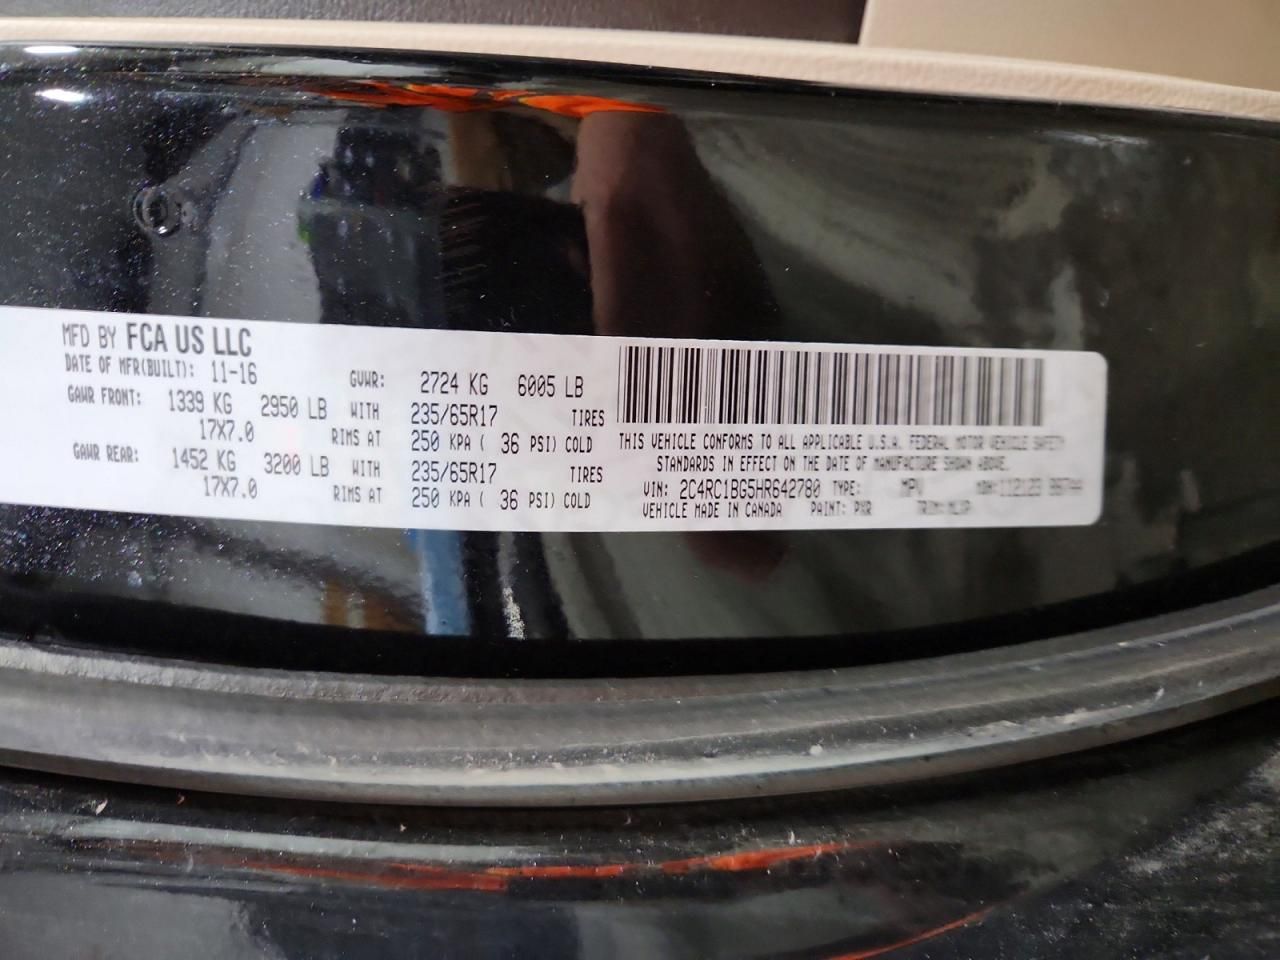 MFD BY FCA US LLC
DATE OF MFR(BUILT): 11-16 GVWR: 2724 KG 6005 LB
GAWR FRONT: 1339 KG 2950 LB WITH 235/65R17 TIRES
17X7.0 RIMS AT 250 KPA ( 36 PSI) COLD
GAWR REAR: 1452 KG 3200 LB WITH 235/65R17 TIRES
17X7.0 RIMS AT 250 KPA ( 36 PSI) COLD
THIS VEHICLE CONFORMS TO ALL APPLICABLE U.S.A. FEDERAL MOTOR VEHICLE SAFETY
STANDARDS IN EFFECT ON THE DATE OF MANUFACTURE SHOWN ABOVE.
VIN: 2C4RC1BG5HR642780 TYPE: MPV MDH: 112123
VEHICLE MADE IN CANADA PAINT: PXR TRIM: